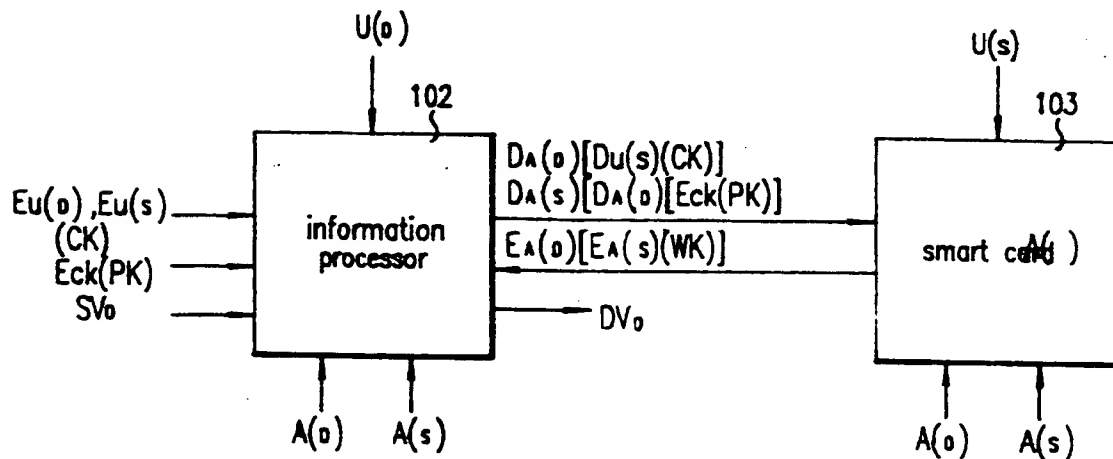 U(D)
U(s)
102
103
DA(D)[Du(s)(CK)]
DA(s)[DA(D)[Eck(PK)]
Eu(D),Eu(s)
(CK)
Eck(PK)
SVD
information
processor
EA(D)[EA(s)(WK)]
smart
A( )
DVD
A(D)
A(s)
A(D)
A(s)